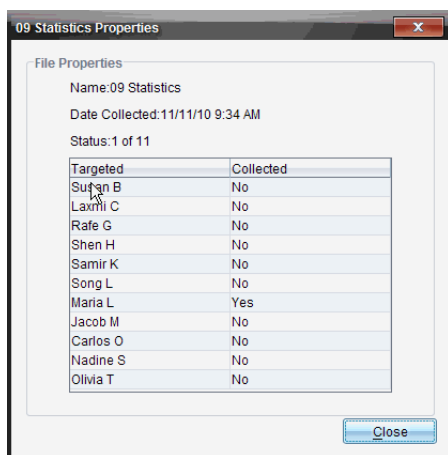 09 Statistics Properties
File Properties
Name:09 Statistics
Date Collected:11/11/10 9:34 AM
Status:1 of 11
Targeted Collected
Susan B No
Laxmi C No
Rafe G No
Shen H No
Samir K No
Song L No
Maria L Yes
Jacob M No
Carlos O No
Nadine S No
Olivia T No
Close